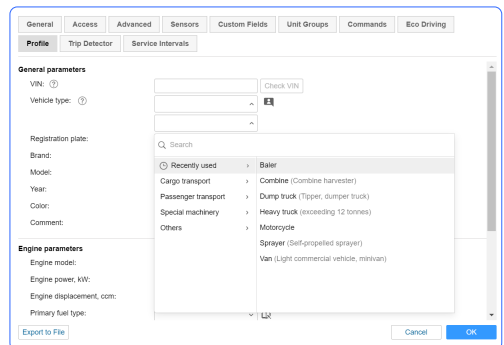 General Access Advanced Sensors Custom Fields Unit Groups Commands Eco Driving
Profile Trip Detector Service Intervals
General parameters
VIN: ? Check VIN
Vehicle type: ?
Search
Registration plate:
Brand:
Model:
Year:
Color:
Comment:
Recently used
Cargo transport
Passenger transport
Special machinery
Others
Baler
Combine (Combine harvester)
Dump truck (Tipper, dumper truck)
Heavy truck (exceeding 12 tonnes)
Motorcycle
Sprayer (Self-propelled sprayer)
Van (Light commercial vehicle, minivan)
Engine parameters
Engine model:
Engine power, kW:
Engine displacement, ccm:
Primary fuel type:
Export to File Cancel OK